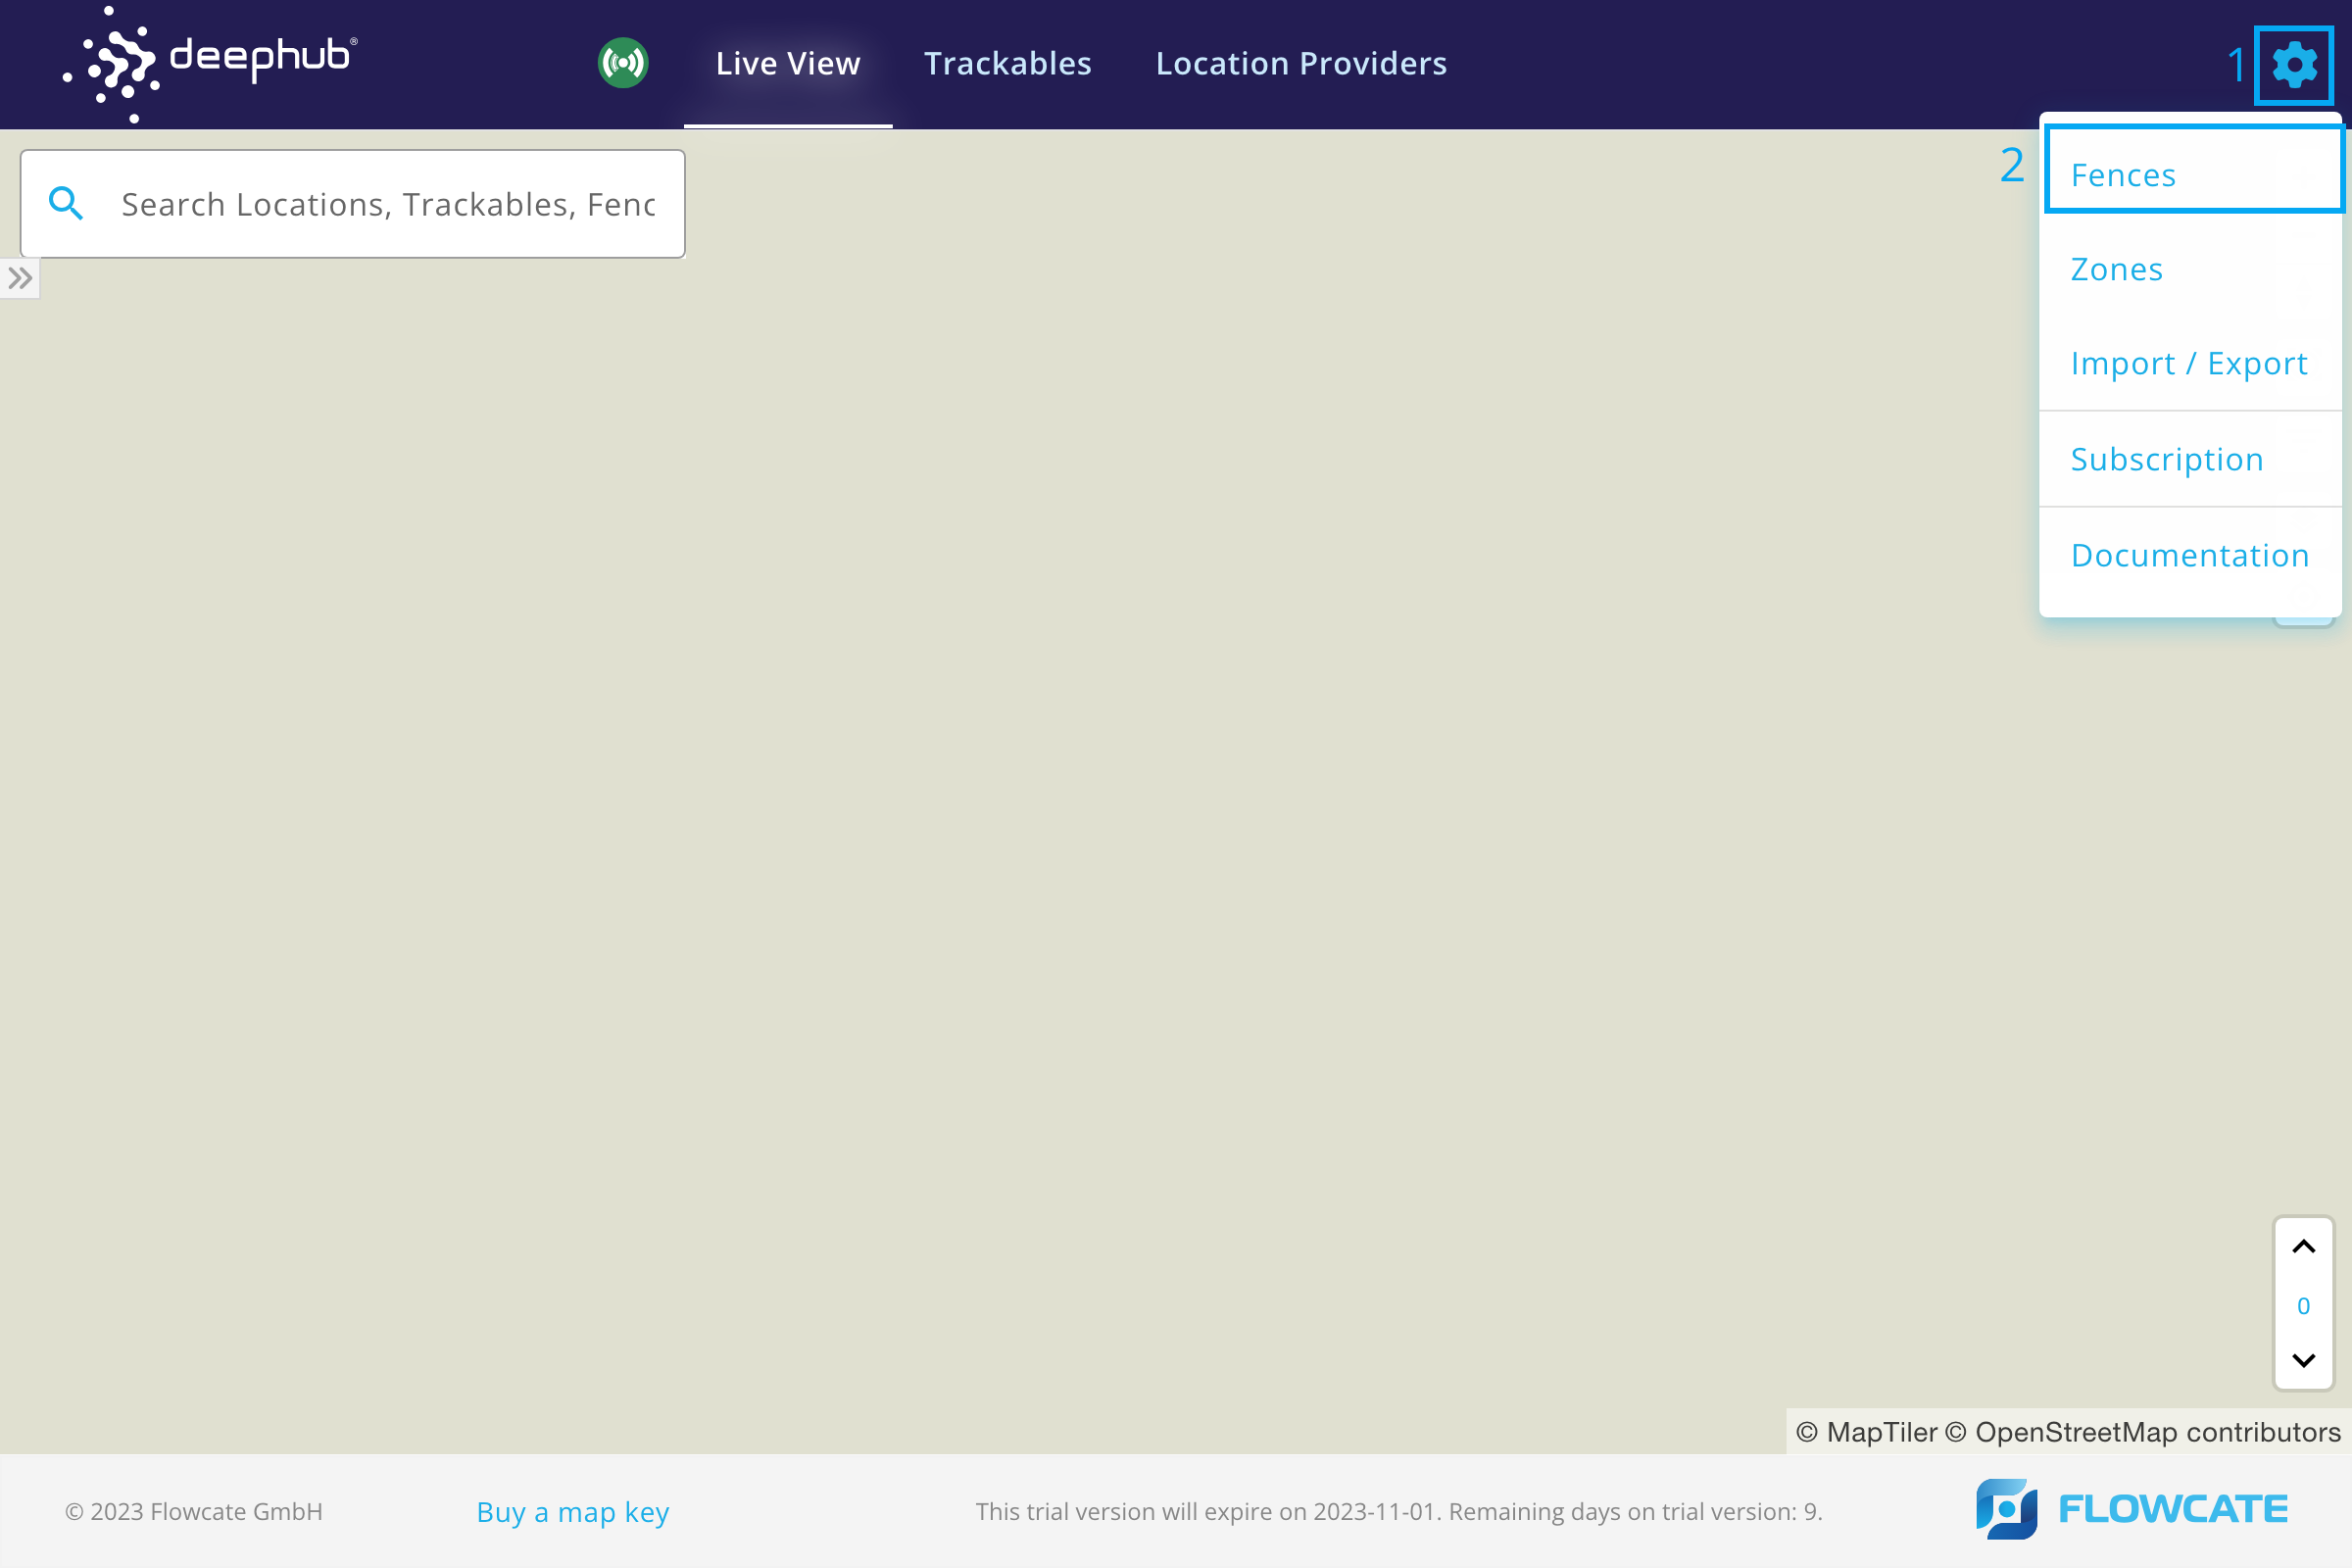 deephub®
Live View
Trackables
Location Providers
1
2
Fences
Search Locations, Trackables, Fenc
Zones
Import / Export
Subscription
Documentation
0
© MapTiler © OpenStreetMap contributors
© 2023 Flowcate GmbH
Buy a map key
This trial version will expire on 2023-11-01. Remaining days on trial version: 9.
FLOWCATE